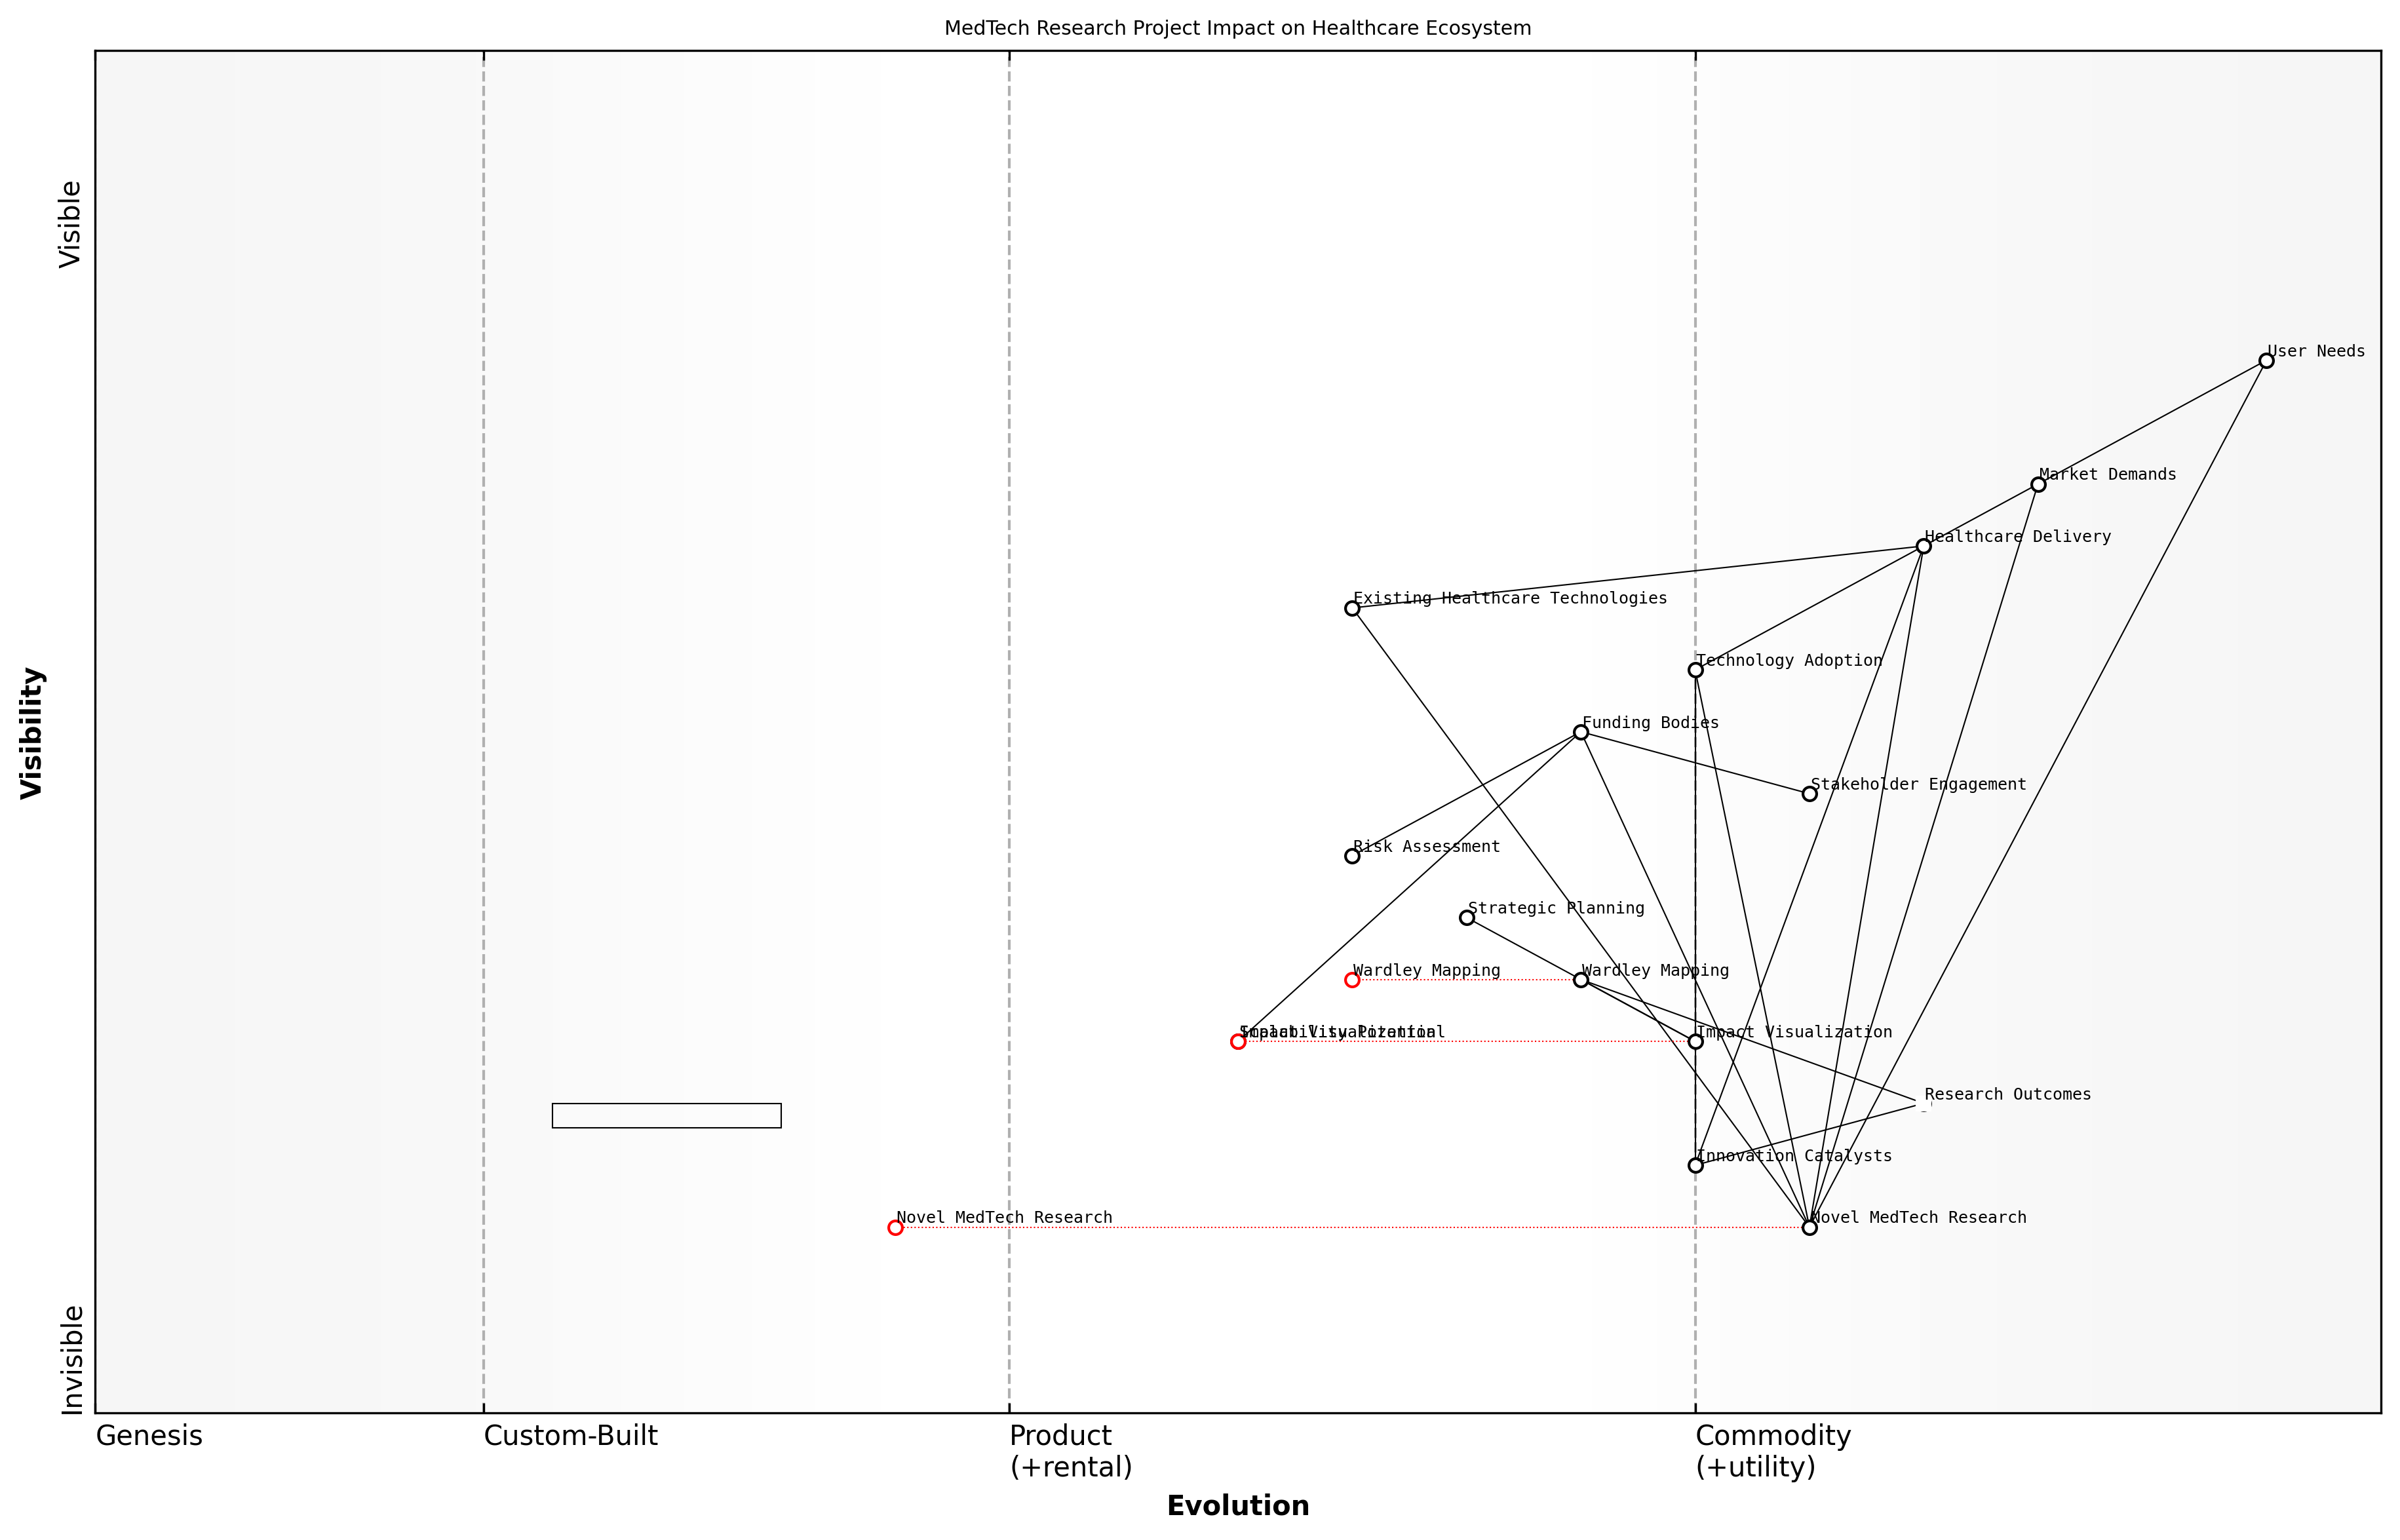 MedTech Research Project Impact on Healthcare Ecosystem
Visible
User Needs
Market Demands
Healthcare Delivery
Existing Healthcare Technologies
Technology Adoption
Visibility
Funding Bodies
Stakeholder Engagement
Risk Assessment
Strategic Planning
Wardley Mapping
Wardley Mapping
Impact Visualization
Research Outcomes
Innovation Catalysts
Novel MedTech Research
Novel MedTech Research
Invisible
Genesis
Custom-Built
Product
(+rental)
Commodity
(+utility)
Evolution